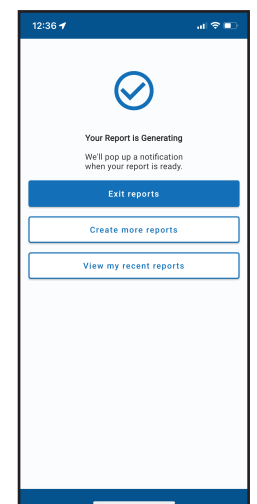 12:36
Your Report is Generating
We'll pop up a notification
when your report is ready.
Exit reports
Create more reports
View my recent reports